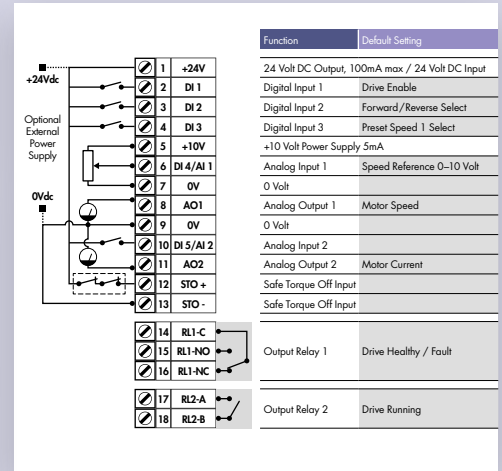 Function Default Setting
+24Vdc
Optional
External
Power
Supply
0Vdc
1 +24V 24 Volt DC Output, 100mA max / 24 Volt DC Input
2 DI 1 Digital Input 1 Drive Enable
3 DI 2 Digital Input 2 Forward/Reverse Select
4 DI 3 Digital Input 3 Preset Speed 1 Select
5 +10V +10 Volt Power Supply 5mA
6 DI 4/AI 1 Analog Input 1 Speed Reference 0–10 Volt
7 0V 0 Volt
8 AO1 Analog Output 1 Motor Speed
9 0V 0 Volt
10 DI 5/AI 2 Analog Input 2
11 AO2 Analog Output 2 Motor Current
12 STO + Safe Torque Off Input
13 STO - Safe Torque Off Input
14 RL1-C
15 RL1-NO Output Relay 1 Drive Healthy / Fault
16 RL1-NC
17 RL2-A
Output Relay 2 Drive Running
18 RL2-B